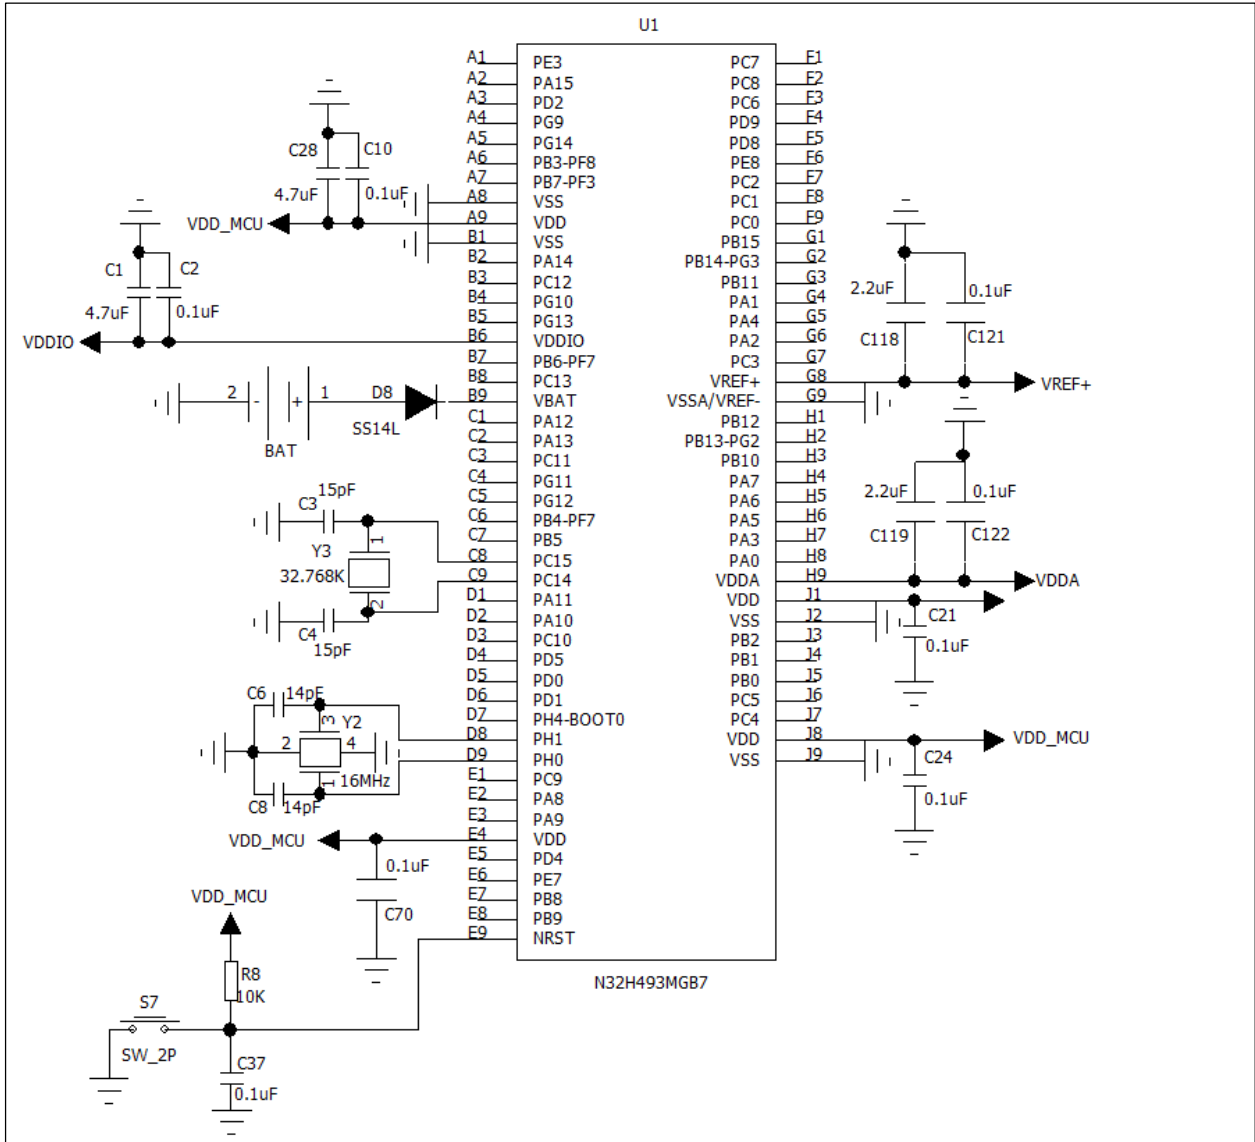 U1
A1 PE3 PC7 F1
A2 PA15 PC8 F2
A3 PD2 PC6 F3
A4 PG9 PD9 F4
A5 PG14 PD8 F5
A6 PB3-PF8 PE8 F6
A7 PB7-PF3 PC2 F7
A8 VSS PC1 F8
A9 VDD PC0 F9
B1 VSS PB15 G1
B2 PA14 PB14-PG3 G2
B3 PC12 PB11 G3
B4 PG10 PA1 G4
B5 PG13 PA4 G5
B6 VDDIO PA2 G6
B7 PB6-PF7 PC3 G7
B8 PC13 VREF+ G8
B9 VBAT VSSA/VREF- G9
C1 PA12 PB12 H1
C2 PA13 PB13-PG2 H2
C3 PC11 PB10 H3
C4 PG11 PA7 H4
C5 PG12 PA6 H5
C6 PB4-PF7 PA5 H6
C7 PB5 PA3 H7
C8 PC15 PA0 H8
C9 PC14 VDDA H9
D1 PA11 VDD J1
D2 PA10 VSS J2
D3 PC10 PB2 J3
D4 PD5 PB1 J4
D5 PD0 PB0 J5
D6 PD1 PC5 J6
D7 PH4-BOOT0 PC4 J7
D8 PH1 VDD J8
D9 PH0 VSS J9
E1 PC9
E2 PA8
E3 PA9
E4 VDD
E5 PD4
E6 PE7
E7 PB8
E8 PB9
E9 NRST
N32H493MGB7
C28 C10
4.7uF 0.1uF
VDD_MCU
C1 C2
4.7uF 0.1uF
VDDIO
2 - + 1 D8
SS14L
BAT
15pF
C3
1
Y3
32.768K
2
C4
15pF
C6 14pF
3 Y2
2 4
1 16MHz
C8 14pF
VDD_MCU
0.1uF
C70
VDD_MCU
R8
10K
S7
SW_2P
C37
0.1uF
2.2uF 0.1uF
C118 C121
VREF+
2.2uF 0.1uF
C119 C122
VDDA
C21
0.1uF
VDD_MCU
C24
0.1uF